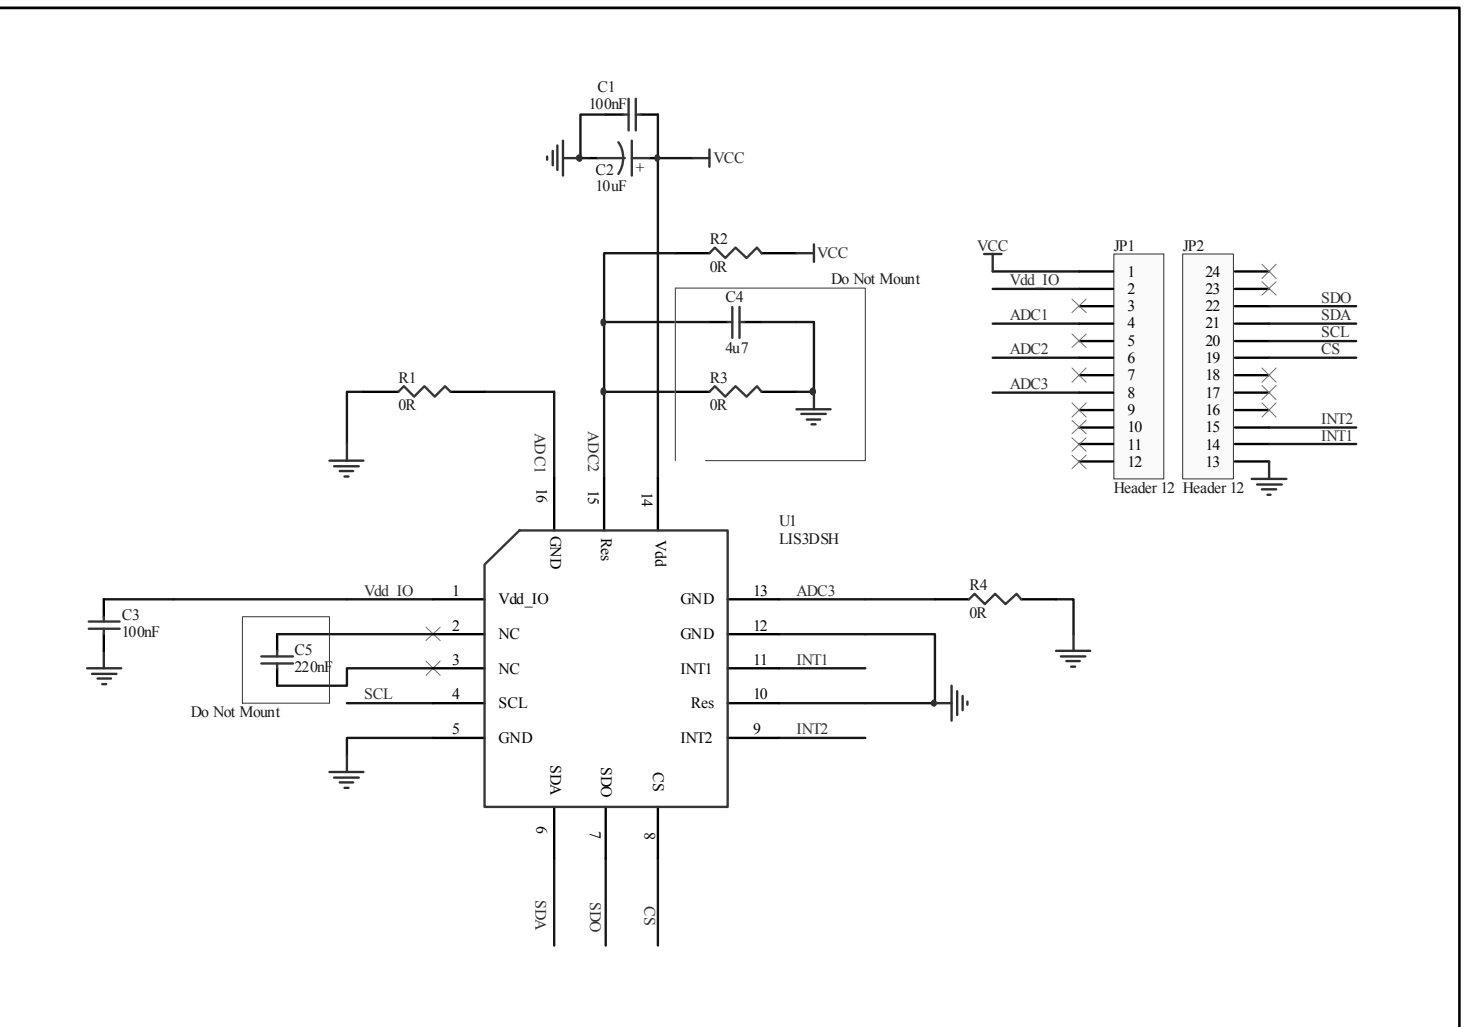 C1
100nF
C2
10uF
+
VCC
R2
0R
VCC
Do Not Mount
C4
4u7
R3
0R
R1
0R
ADC1
16
ADC2
15
14
U1
LIS3DSH
GND
Res
Vdd
Vdd_IO
1
Vdd_IO
C3
100nF
2
NC
C5
220nF
3
NC
Do Not Mount
SCL
4
SCL
5
GND
GND
13
ADC3
R4
0R
GND
12
INT1
11
INT1
Res
10
INT2
9
INT2
SDA
SDO
CS
6
7
8
SDA
SDO
CS
VCC
JP1
1
Vdd_IO
2
3
ADC1
4
5
ADC2
6
7
ADC3
8
9
10
11
12
Header 12
JP2
24
23
22
SDO
21
SDA
20
SCL
19
CS
18
17
16
15
INT2
14
INT1
13
Header 12